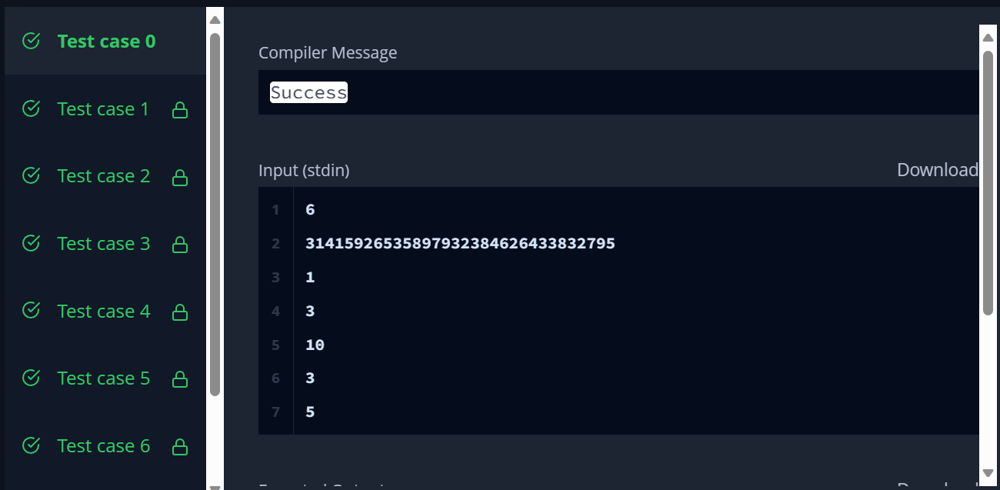 Test case 0
Test case 1
Test case 2
Test case 3
Test case 4
Test case 5
Test case 6
Compiler Message
Success
Input (stdin)
Download
1 6
2 31415926535897932384626433832795
3 1
4 3
5 10
6 3
7 5